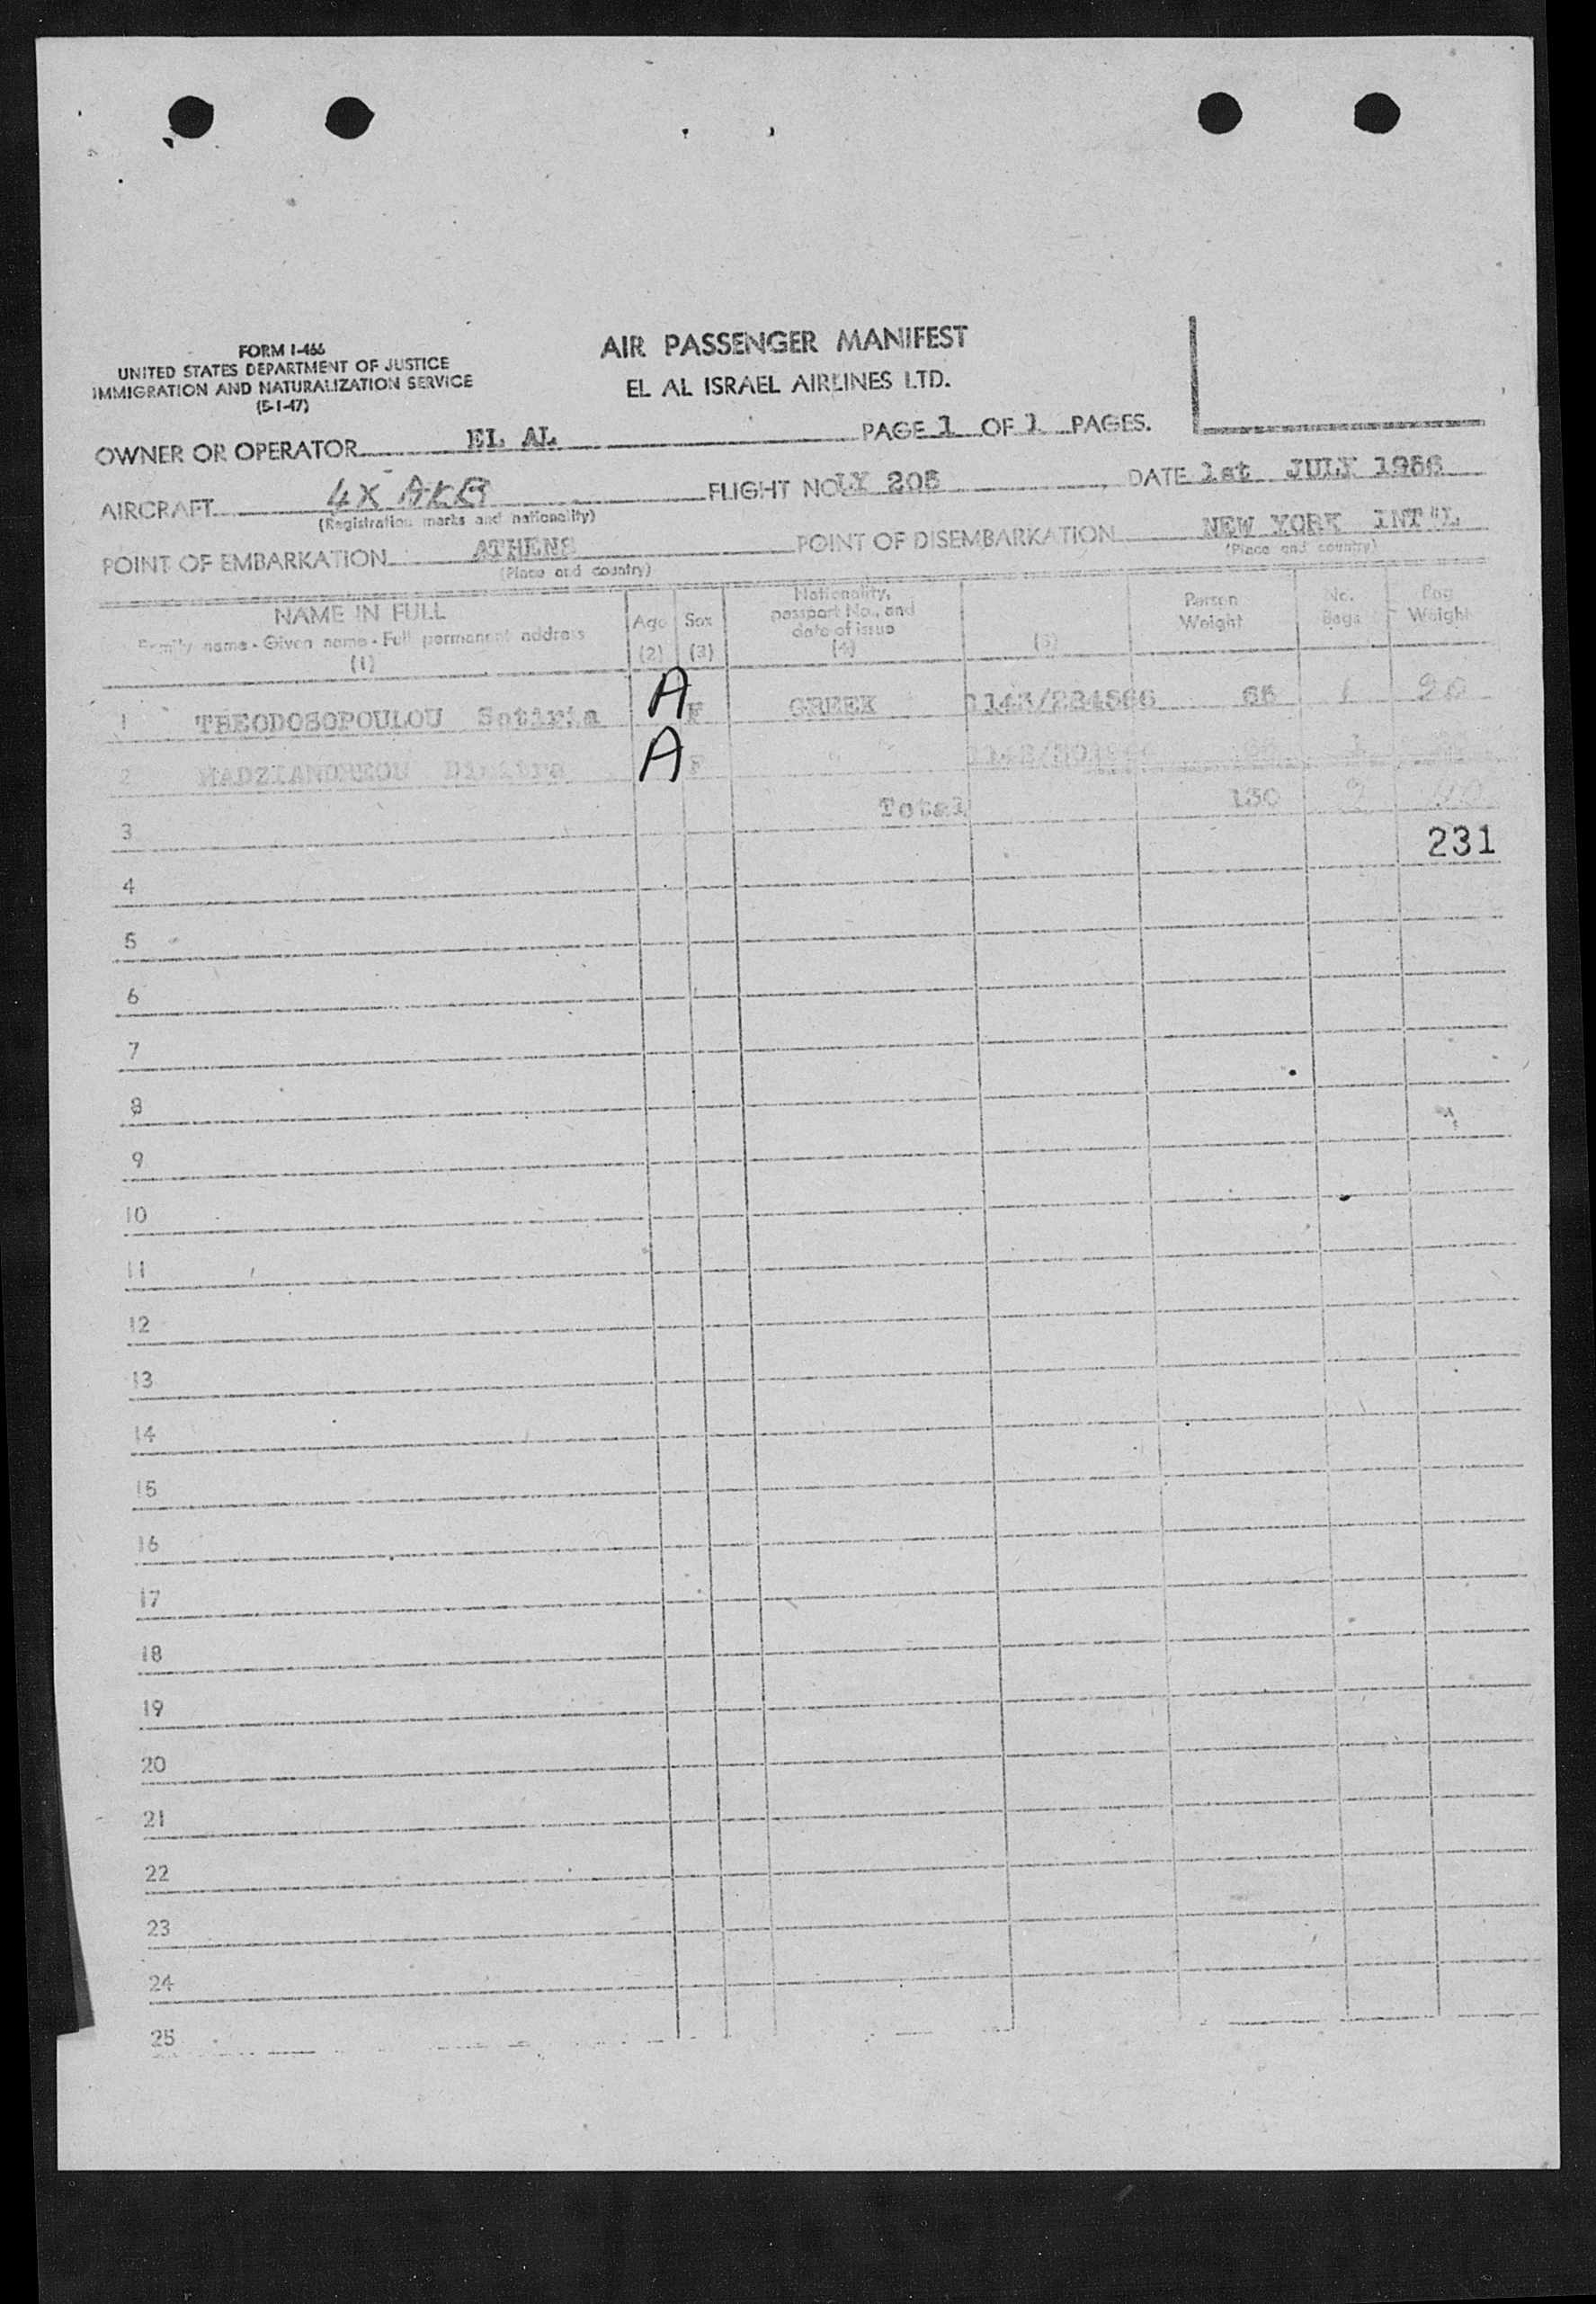 FORM I-466
UNITED STATES DEPARTMENT OF JUSTICE
IMMIGRATION AND NATURALIZATION SERVICE
(5-1-47)
AIR PASSENGER MANIFEST
EL AL ISRAEL AIRLINES LTD.
OWNER OR OPERATOR EL AL PAGE 1 OF 1 PAGES.
AIRCRAFT 4X AKB FLIGHT NO LY 205 DATE 1st JULY 1956
(Registration marks and nationality)
POINT OF EMBARKATION ATHENS POINT OF DISEMBARKATION NEW YORK INT"L
(Place and country) (Place and country)
NAME IN FULL
Family name - Given name - Full permanent address
(1)
Age
(2)
Sex
(3)
Nationality,
passport No., and
date of issue
(4)
(5)
Person
Weight
No.
Bags
Bag
Weight
1 THEODOSOPOULOU Sotiria A F GREEK 1143/234566 65 1 20
2 Dimitra A F " 65 1
Total 130 2
3
231
4
5
6
7
8
9
10
11
12
13
14
15
16
17
18
19
20
21
22
23
24
25